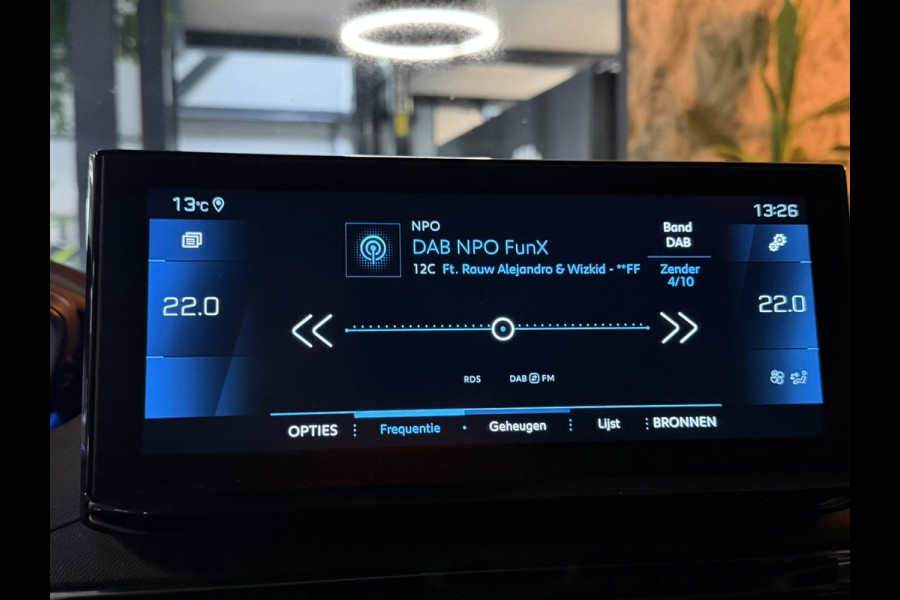 13°C
13:26
NPO
DAB NPO FunX
12C Ft. Rauw Alejandro & Wizkid - **FF
Band
DAB
Zender
4/10
22.0
22.0
RDS
DAB FM
OPTIES
Frequentie
Geheugen
Lijst
BRONNEN